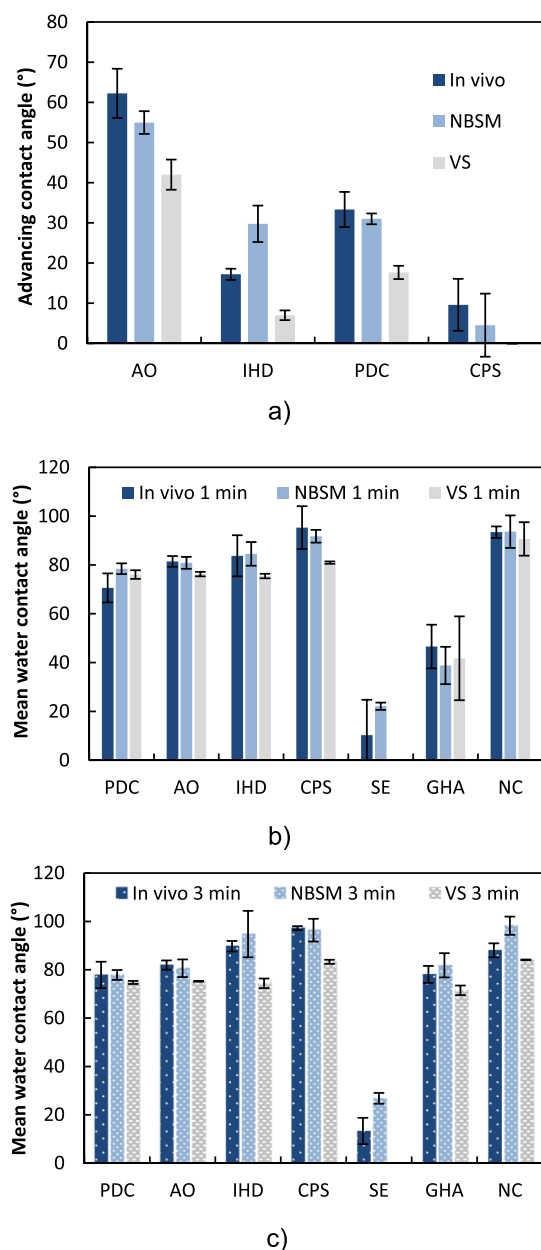 80
70
60
50
40
30
20
10
0
Advancing contact angle (°)
In vivo
NBSM
VS
AO IHD PDC CPS
a)
120
100
80
60
40
20
0
Mean water contact angle (°)
In vivo 1 min NBSM 1 min VS 1 min
PDC AO IHD CPS SE GHA NC
b)
120
100
80
60
40
20
0
Mean water contact angle (°)
In vivo 3 min NBSM 3 min VS 3 min
PDC AO IHD CPS SE GHA NC
c)